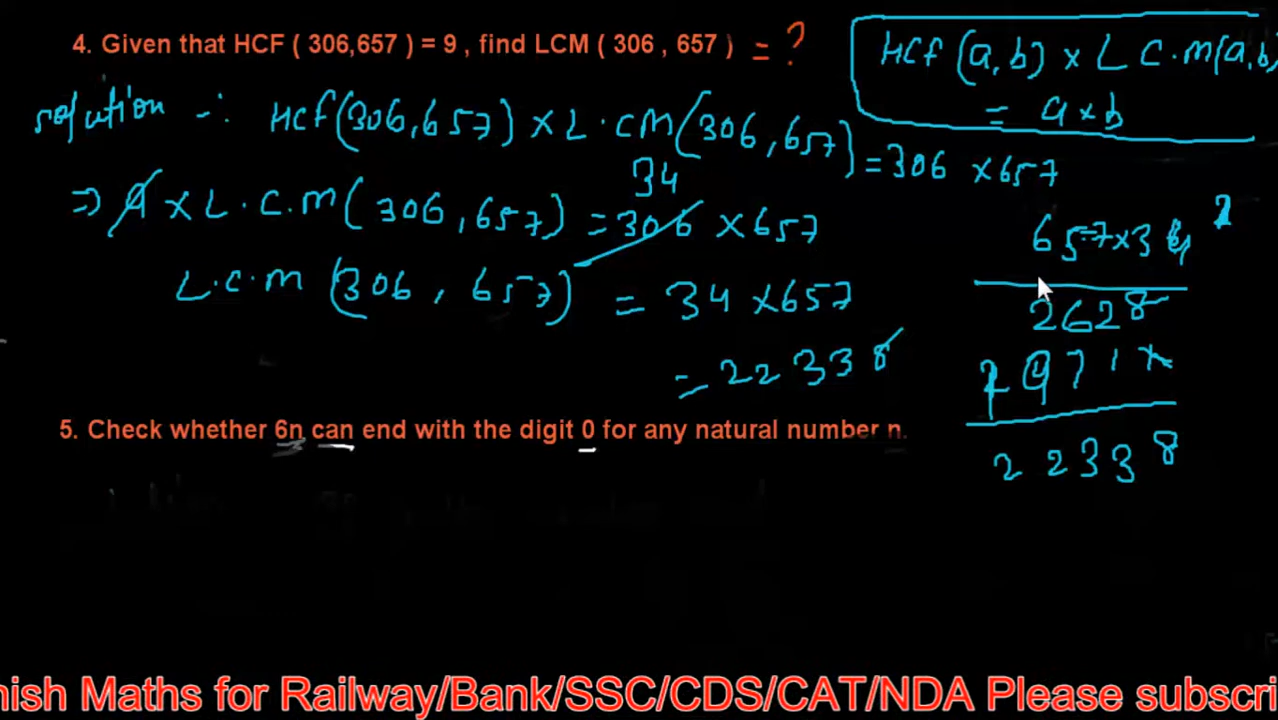 4. Given that HCF ( 306,657 ) = 9 , find LCM ( 306 , 657 ) = ?
HCf (a, b) × L C.M(a,b)
= a×b
solution -: HCf(306,657) × L.CM(306,657) = 306 ×657
34
=> 9 × L.C.M(306,657) = 306 ×657
L.C.M (306, 657) = 34 ×657
= 22338
657×34
2628
1971×
22338
5. Check whether 6n can end with the digit 0 for any natural number n.
nish Maths for Railway/Bank/SSC/CDS/CAT/NDA Please subscri